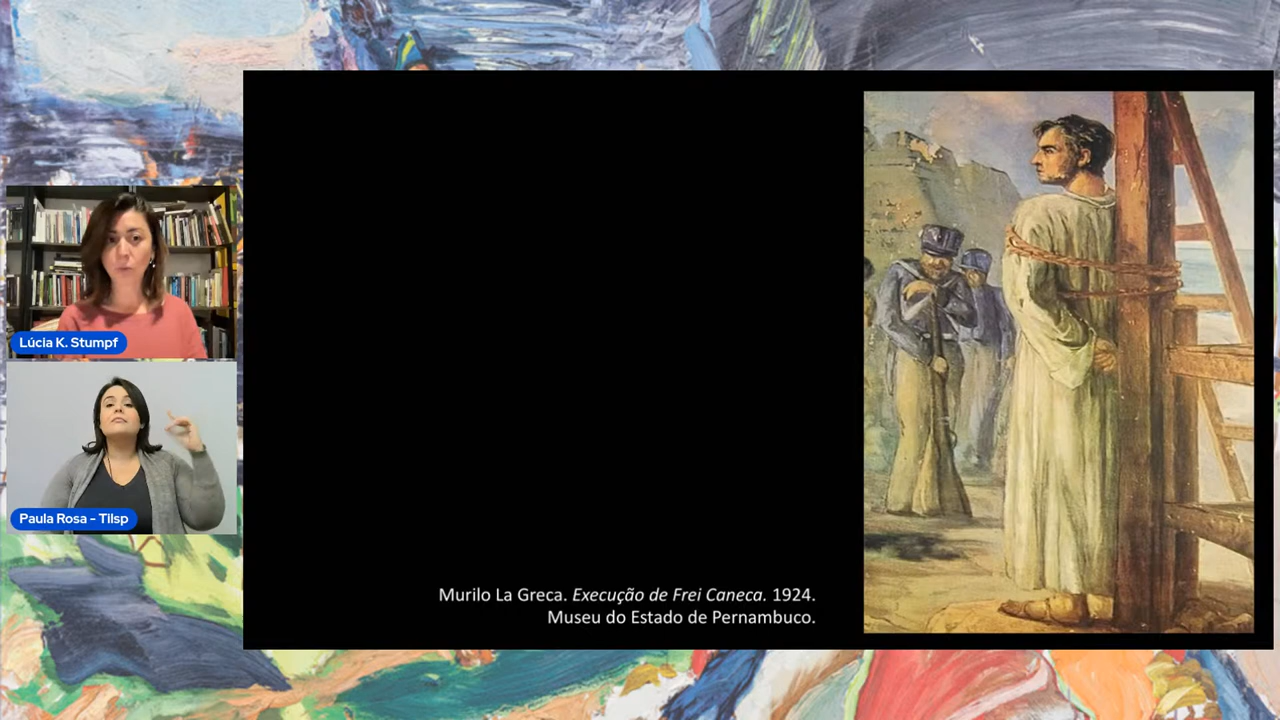 Lúcia K. Stumpf
Paula Rosa - Tilsp
Murilo La Greca. Execução de Frei Caneca. 1924.
Museu do Estado de Pernambuco.